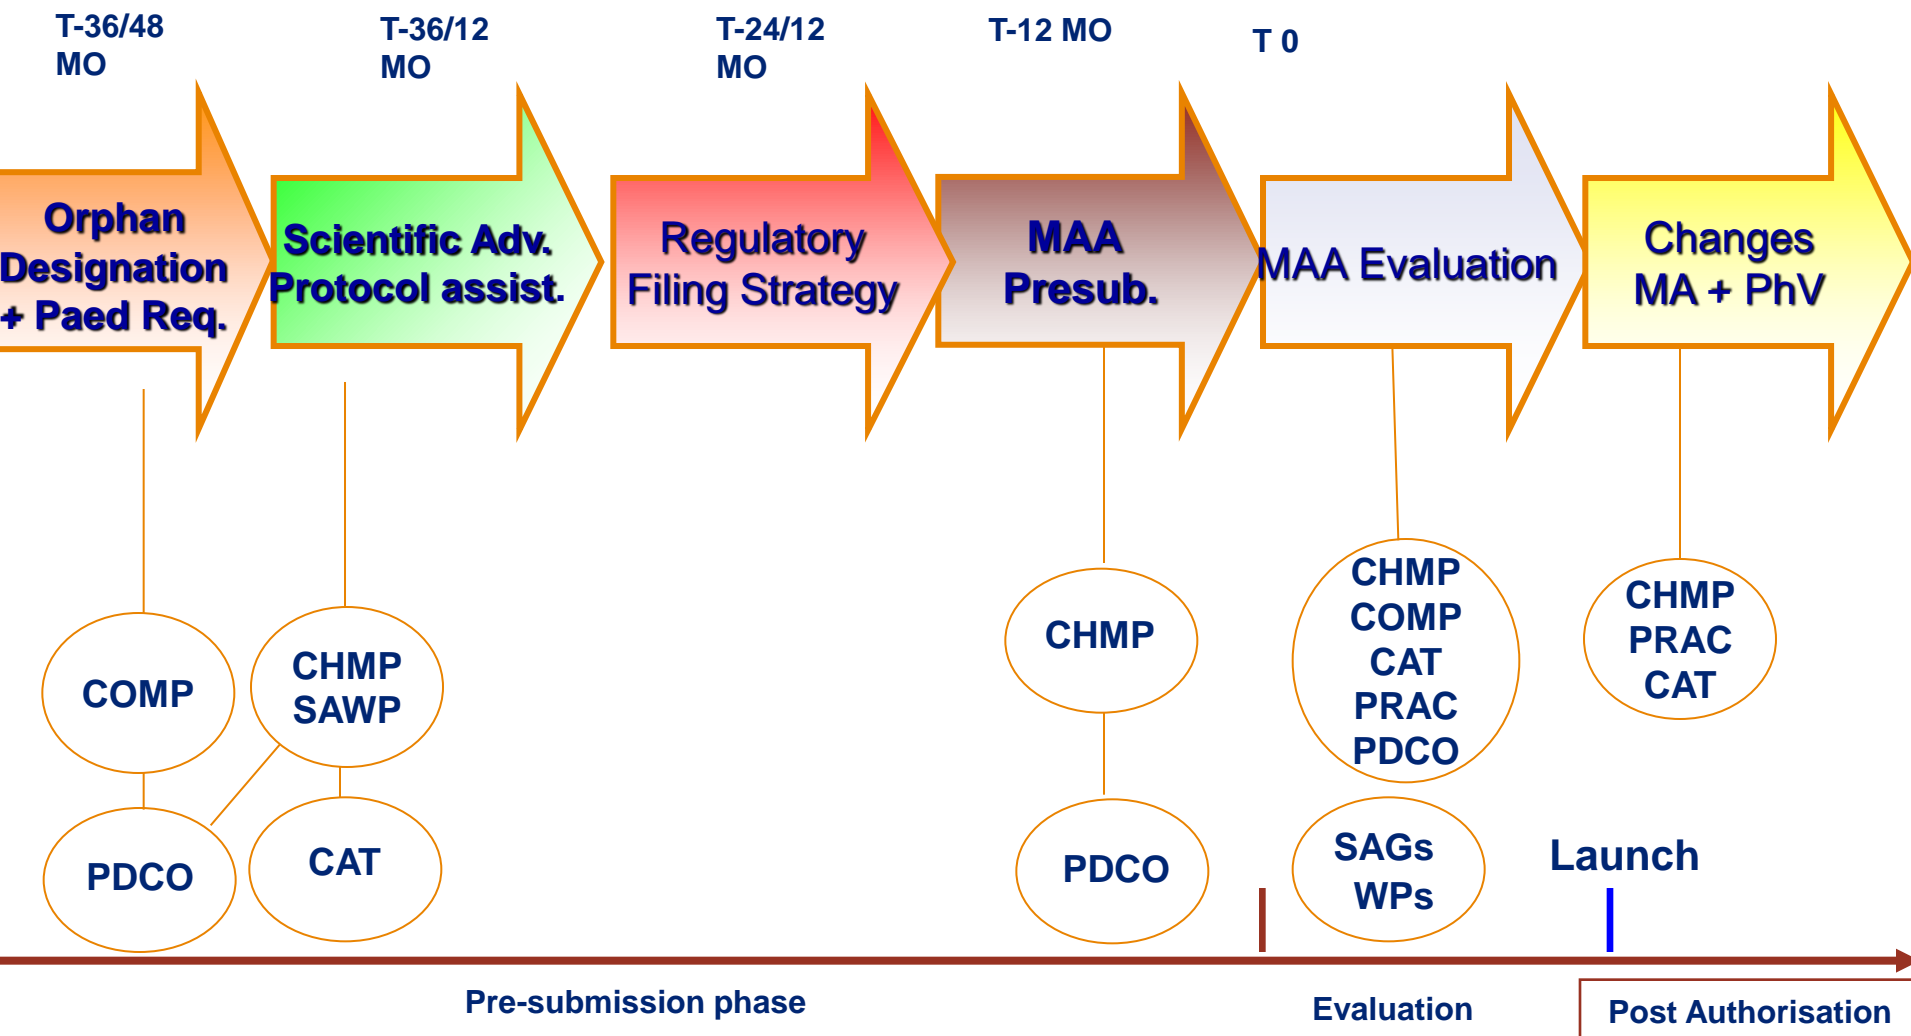 T-36/48
MO
T-36/12
MO
T-24/12
MO
T-12 MO
T 0
Orphan
Designation
+ Paed Req.
Scientific Adv.
Protocol assist.
Regulatory
Filing Strategy
MAA
Presub.
MAA Evaluation
Changes
MA + PhV
COMP
PDCO
CHMP
SAWP
CAT
CHMP
PDCO
CHMP
COMP
CAT
PRAC
PDCO
SAGs
WPs
CHMP
PRAC
CAT
Launch
Pre-submission phase
Evaluation
Post Authorisation